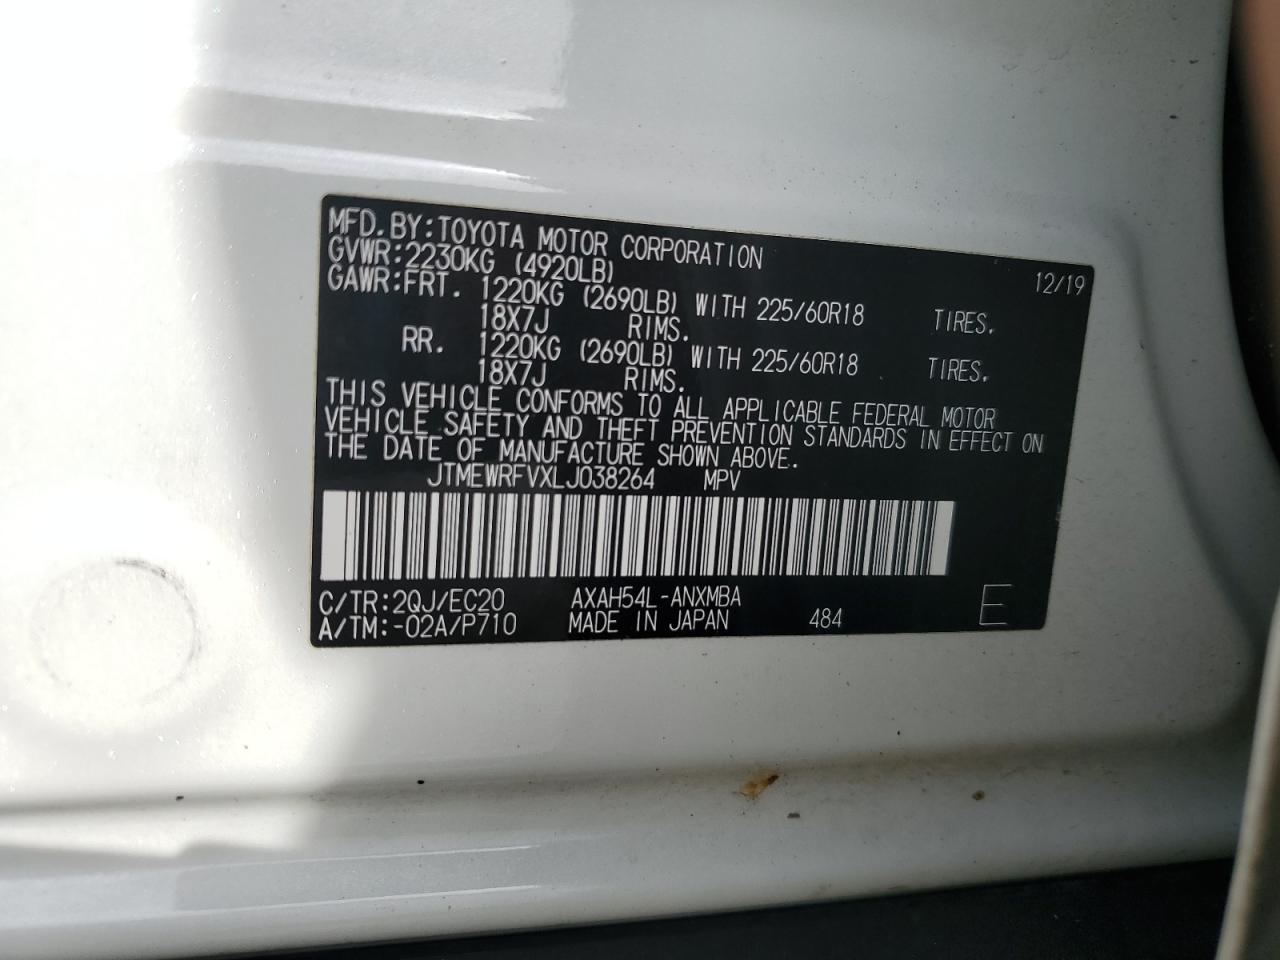 MFD. BY: TOYOTA MOTOR CORPORATION 12/19
GVWR: 2230KG (4920LB)
GAWR: FRT. 1220KG (2690LB) WITH 225/60R18 TIRES,
18X7J RIMS.
RR. 1220KG (2690LB) WITH 225/60R18 TIRES,
18X7J RIMS.
THIS VEHICLE CONFORMS TO ALL APPLICABLE FEDERAL MOTOR
VEHICLE SAFETY AND THEFT PREVENTION STANDARDS IN EFFECT ON
THE DATE OF MANUFACTURE SHOWN ABOVE.
JTMEWRFVXLJ038264 MPV
C/TR: 2QJ/EC20 AXAH54L-ANXMBA
A/TM: -02A/P710 MADE IN JAPAN 484 E